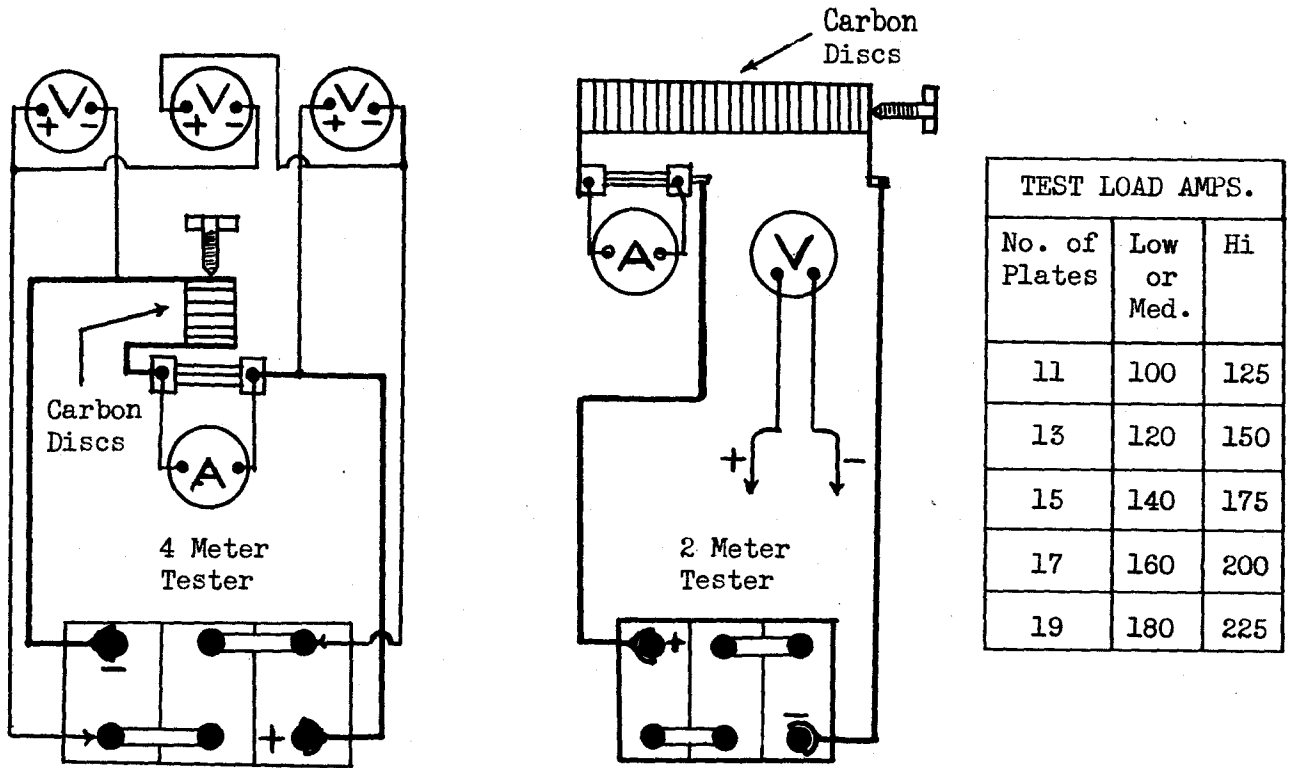 V
+ -
V
+ -
V
+ -
Carbon
Discs
A
4 Meter
Tester
-
+
Carbon
Discs
A
V
+ -
2 Meter
Tester
+
-
TEST LOAD AMPS.
No. of Plates Low or Med. Hi
11 100 125
13 120 150
15 140 175
17 160 200
19 180 225